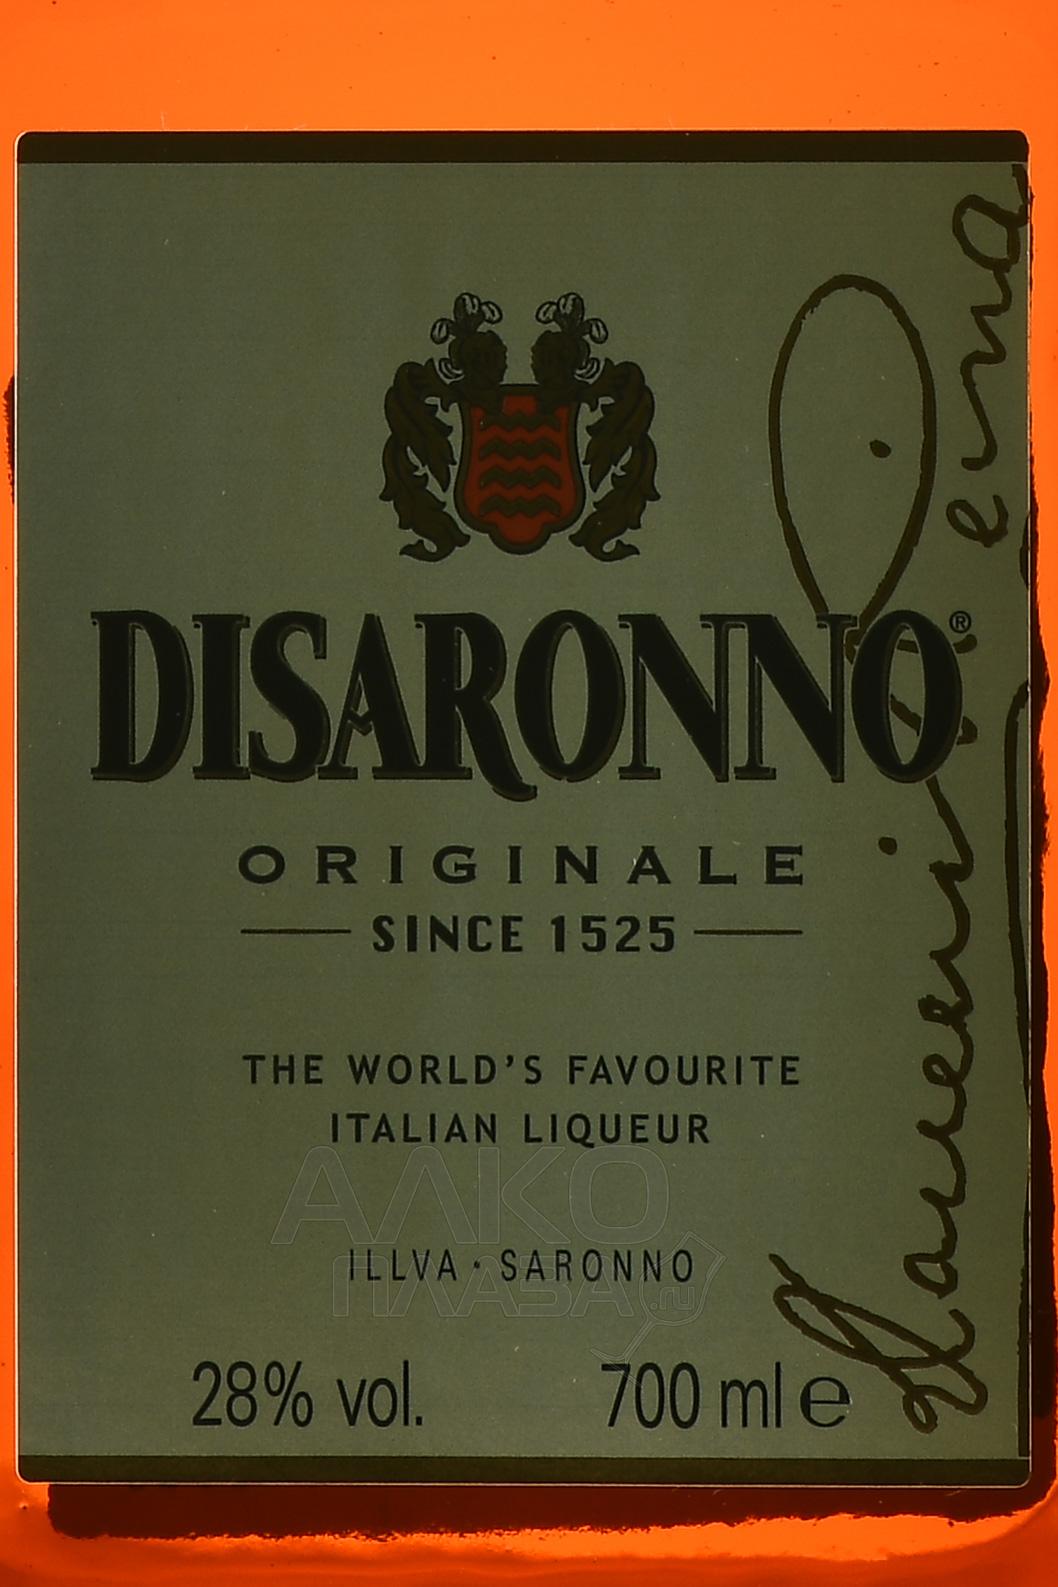 DISARONNO®
ORIGINALE
SINCE 1525
THE WORLD'S FAVOURITE
ITALIAN LIQUEUR
ILLVA • SARONNO
28% vol. 700 ml e
АЛКО
ПЛАЗА
.ru